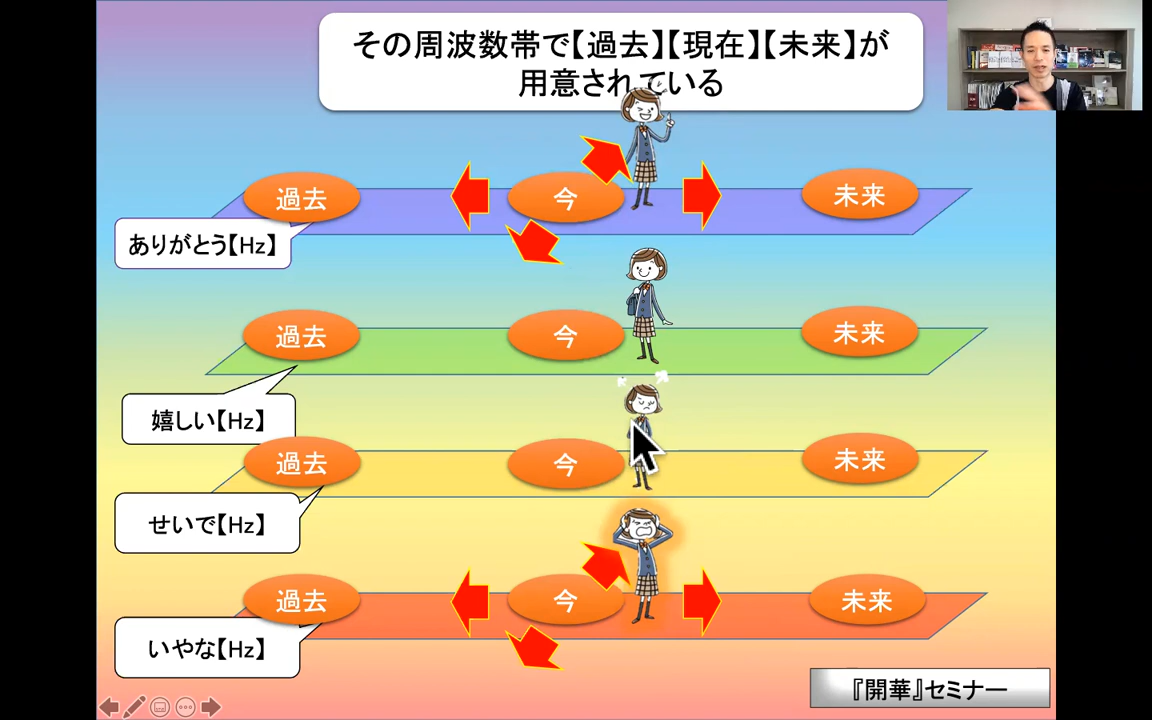 その周波数帯で【過去】【現在】【未来】が
用意されている
過去
今
未来
ありがとう【Hz】
過去
今
未来
嬉しい【Hz】
過去
今
未来
せいで【Hz】
過去
今
未来
いやな【Hz】
『開華』セミナー